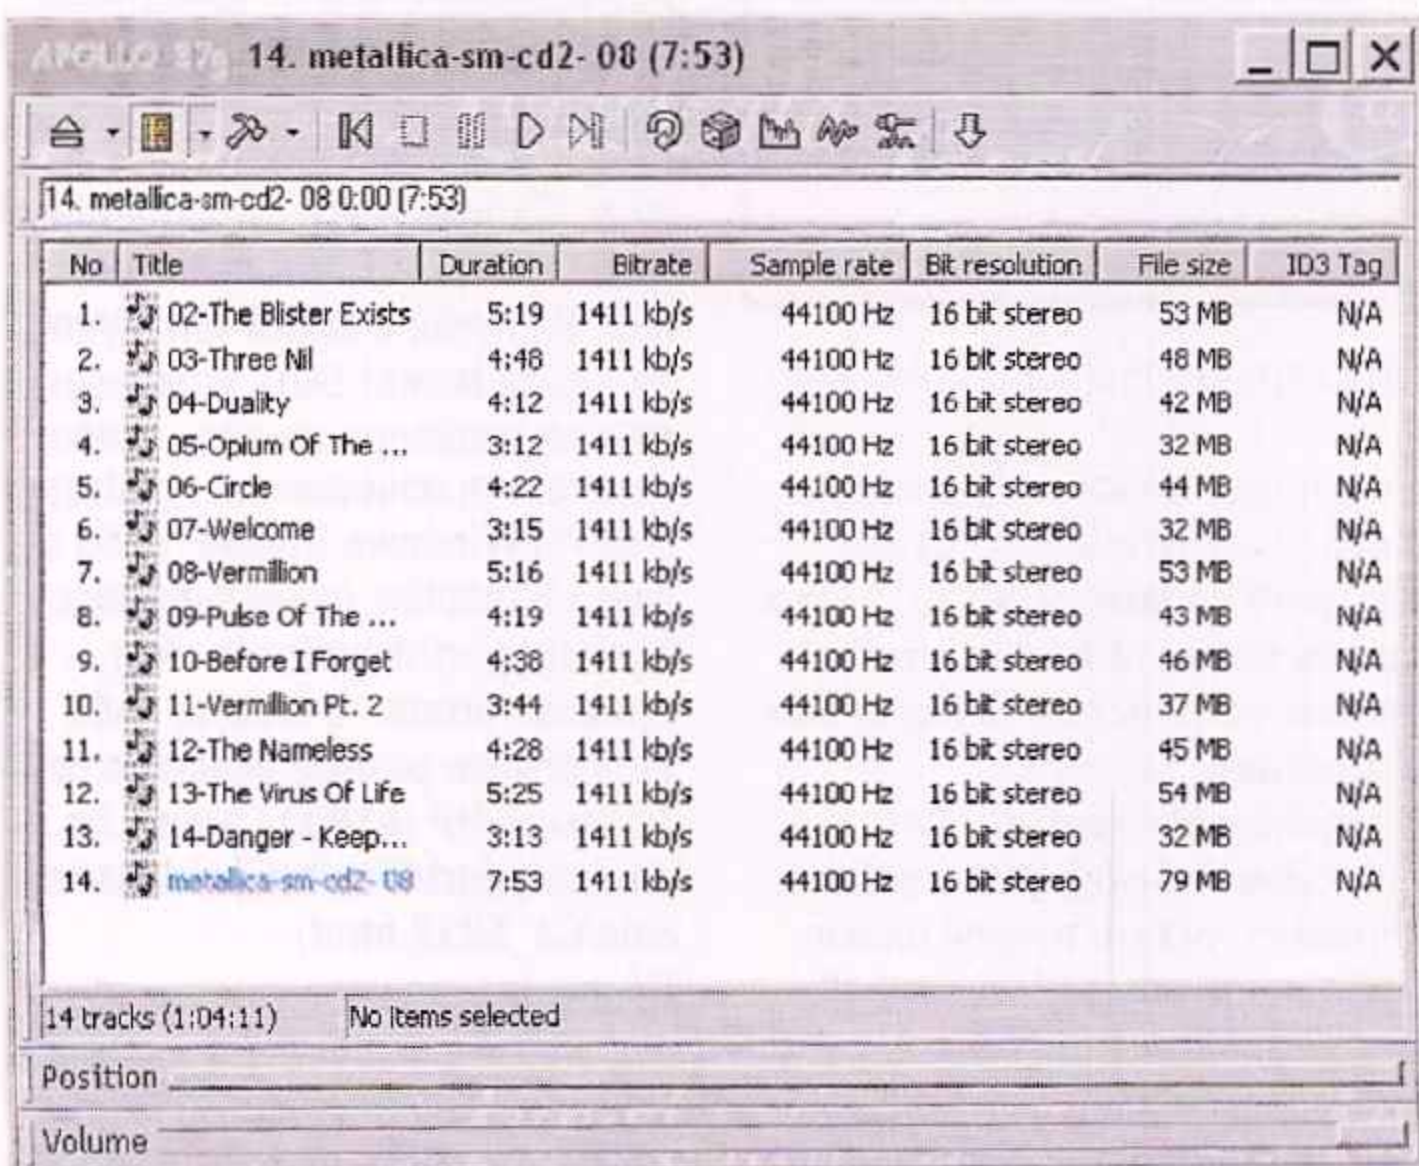 APOLLO 37g 14. metallica-sm-cd2- 08 (7:53)
14. metallica-sm-cd2- 08 0:00 (7:53)
No Title Duration Bitrate Sample rate Bit resolution File size ID3 Tag
1. 02-The Blister Exists 5:19 1411 kb/s 44100 Hz 16 bit stereo 53 MB N/A
2. 03-Three Nil 4:48 1411 kb/s 44100 Hz 16 bit stereo 48 MB N/A
3. 04-Duality 4:12 1411 kb/s 44100 Hz 16 bit stereo 42 MB N/A
4. 05-Opium Of The ... 3:12 1411 kb/s 44100 Hz 16 bit stereo 32 MB N/A
5. 06-Circle 4:22 1411 kb/s 44100 Hz 16 bit stereo 44 MB N/A
6. 07-Welcome 3:15 1411 kb/s 44100 Hz 16 bit stereo 32 MB N/A
7. 08-Vermillion 5:16 1411 kb/s 44100 Hz 16 bit stereo 53 MB N/A
8. 09-Pulse Of The ... 4:19 1411 kb/s 44100 Hz 16 bit stereo 43 MB N/A
9. 10-Before I Forget 4:38 1411 kb/s 44100 Hz 16 bit stereo 46 MB N/A
10. 11-Vermillion Pt. 2 3:44 1411 kb/s 44100 Hz 16 bit stereo 37 MB N/A
11. 12-The Nameless 4:28 1411 kb/s 44100 Hz 16 bit stereo 45 MB N/A
12. 13-The Virus Of Life 5:25 1411 kb/s 44100 Hz 16 bit stereo 54 MB N/A
13. 14-Danger - Keep... 3:13 1411 kb/s 44100 Hz 16 bit stereo 32 MB N/A
14. metallica-sm-cd2- 08 7:53 1411 kb/s 44100 Hz 16 bit stereo 79 MB N/A
14 tracks (1:04:11) No items selected
Position
Volume